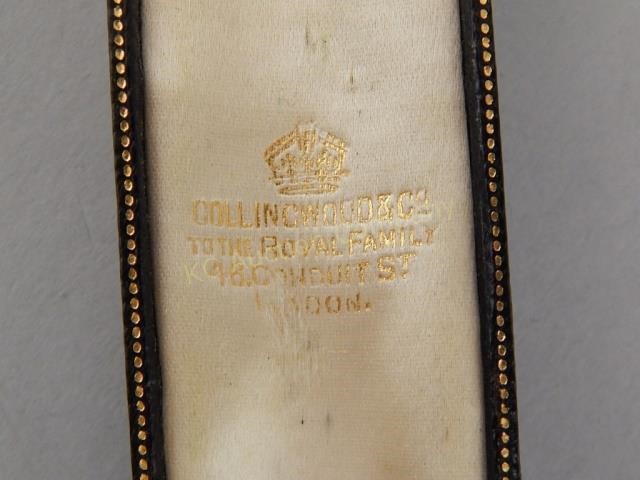 COLLINGWOOD & Co.
TO THE ROYAL FAMILY
46. CONDUIT ST
LONDON.